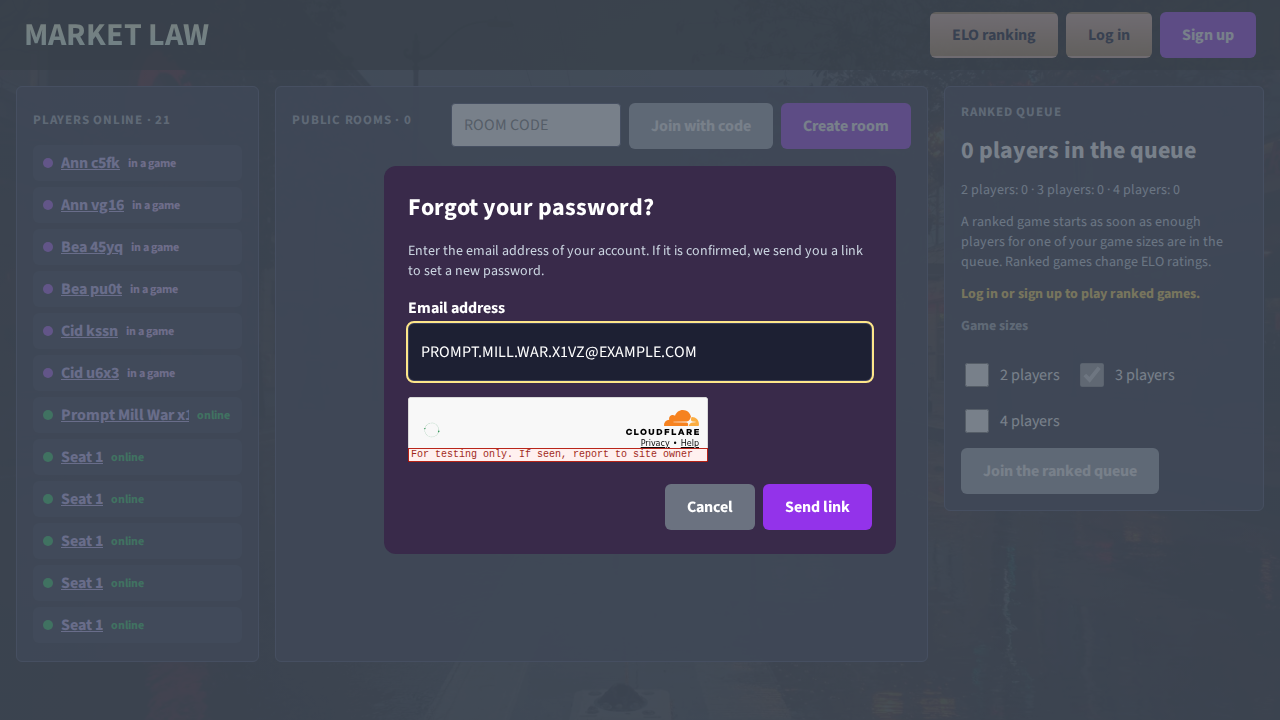 MARKET LAW
ELO ranking
Log in
Sign up
PLAYERS ONLINE · 21
Ann c5fk in a game
Ann vg16 in a game
Bea 45yq in a game
Bea pu0t in a game
Cid kssn in a game
Cid u6x3 in a game
Prompt Mill War x1 online
Seat 1 online
Seat 1 online
Seat 1 online
Seat 1 online
Seat 1 online
PUBLIC ROOMS · 0
ROOM CODE
Join with code
Create room
Forgot your password?
Enter the email address of your account. If it is confirmed, we send you a link
to set a new password.
Email address
PROMPT.MILL.WAR.X1VZ@EXAMPLE.COM
CLOUDFLARE
Privacy • Help
For testing only. If seen, report to site owner
Cancel
Send link
RANKED QUEUE
0 players in the queue
2 players: 0 · 3 players: 0 · 4 players: 0
A ranked game starts as soon as enough
players for one of your game sizes are in the
queue. Ranked games change ELO ratings.
Log in or sign up to play ranked games.
Game sizes
2 players
3 players
4 players
Join the ranked queue